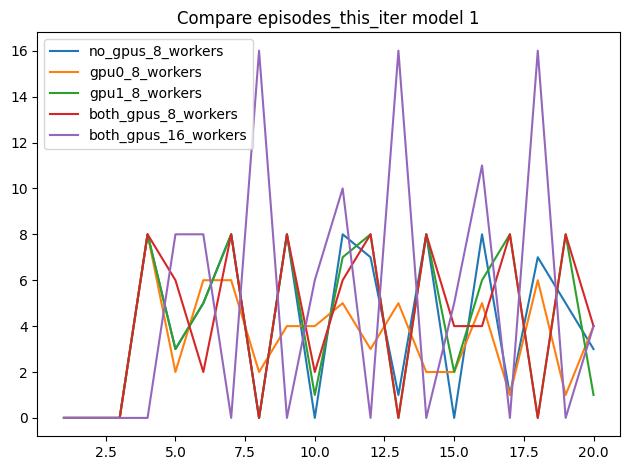 Compare episodes_this_iter model 1
no_gpus_8_workers
gpu0_8_workers
gpu1_8_workers
both_gpus_8_workers
both_gpus_16_workers
16
14
12
10
8
6
4
2
0
2.5 5.0 7.5 10.0 12.5 15.0 17.5 20.0